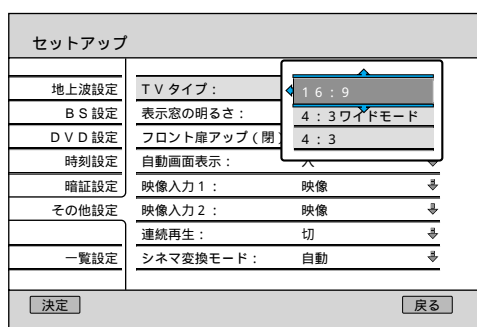 セットアップ
地上波設定
ＢＳ設定
ＤＶＤ設定
時刻設定
暗証設定
その他設定
一覧設定
ＴＶタイプ：
表示窓の明るさ：
フロント扉アップ（閉
自動画面表示：
映像入力１： 映像
映像入力２： 映像
連続再生： 切
シネマ変換モード： 自動
１６：９
４：３ワイドモード
４：３
決定
戻る